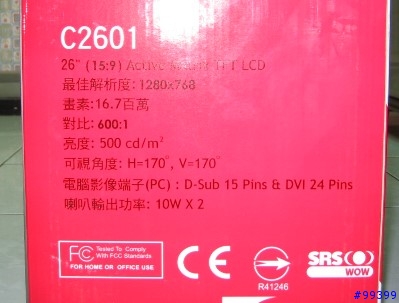 C2601
26" (15:9) Active TFT LCD
最佳解析度: 1280x768
畫素:16.7百萬
對比: 600:1
亮度: 500 cd/m²
可視角度: H=170°, V=170°
電腦影像端子(PC) : D-Sub 15 Pins & DVI 24 Pins
喇叭輸出功率: 10W X 2
FC Tested To Comply
With FCC Standards
FOR HOME OR OFFICE USE
CE
R41246
SRS
WOW
#99399